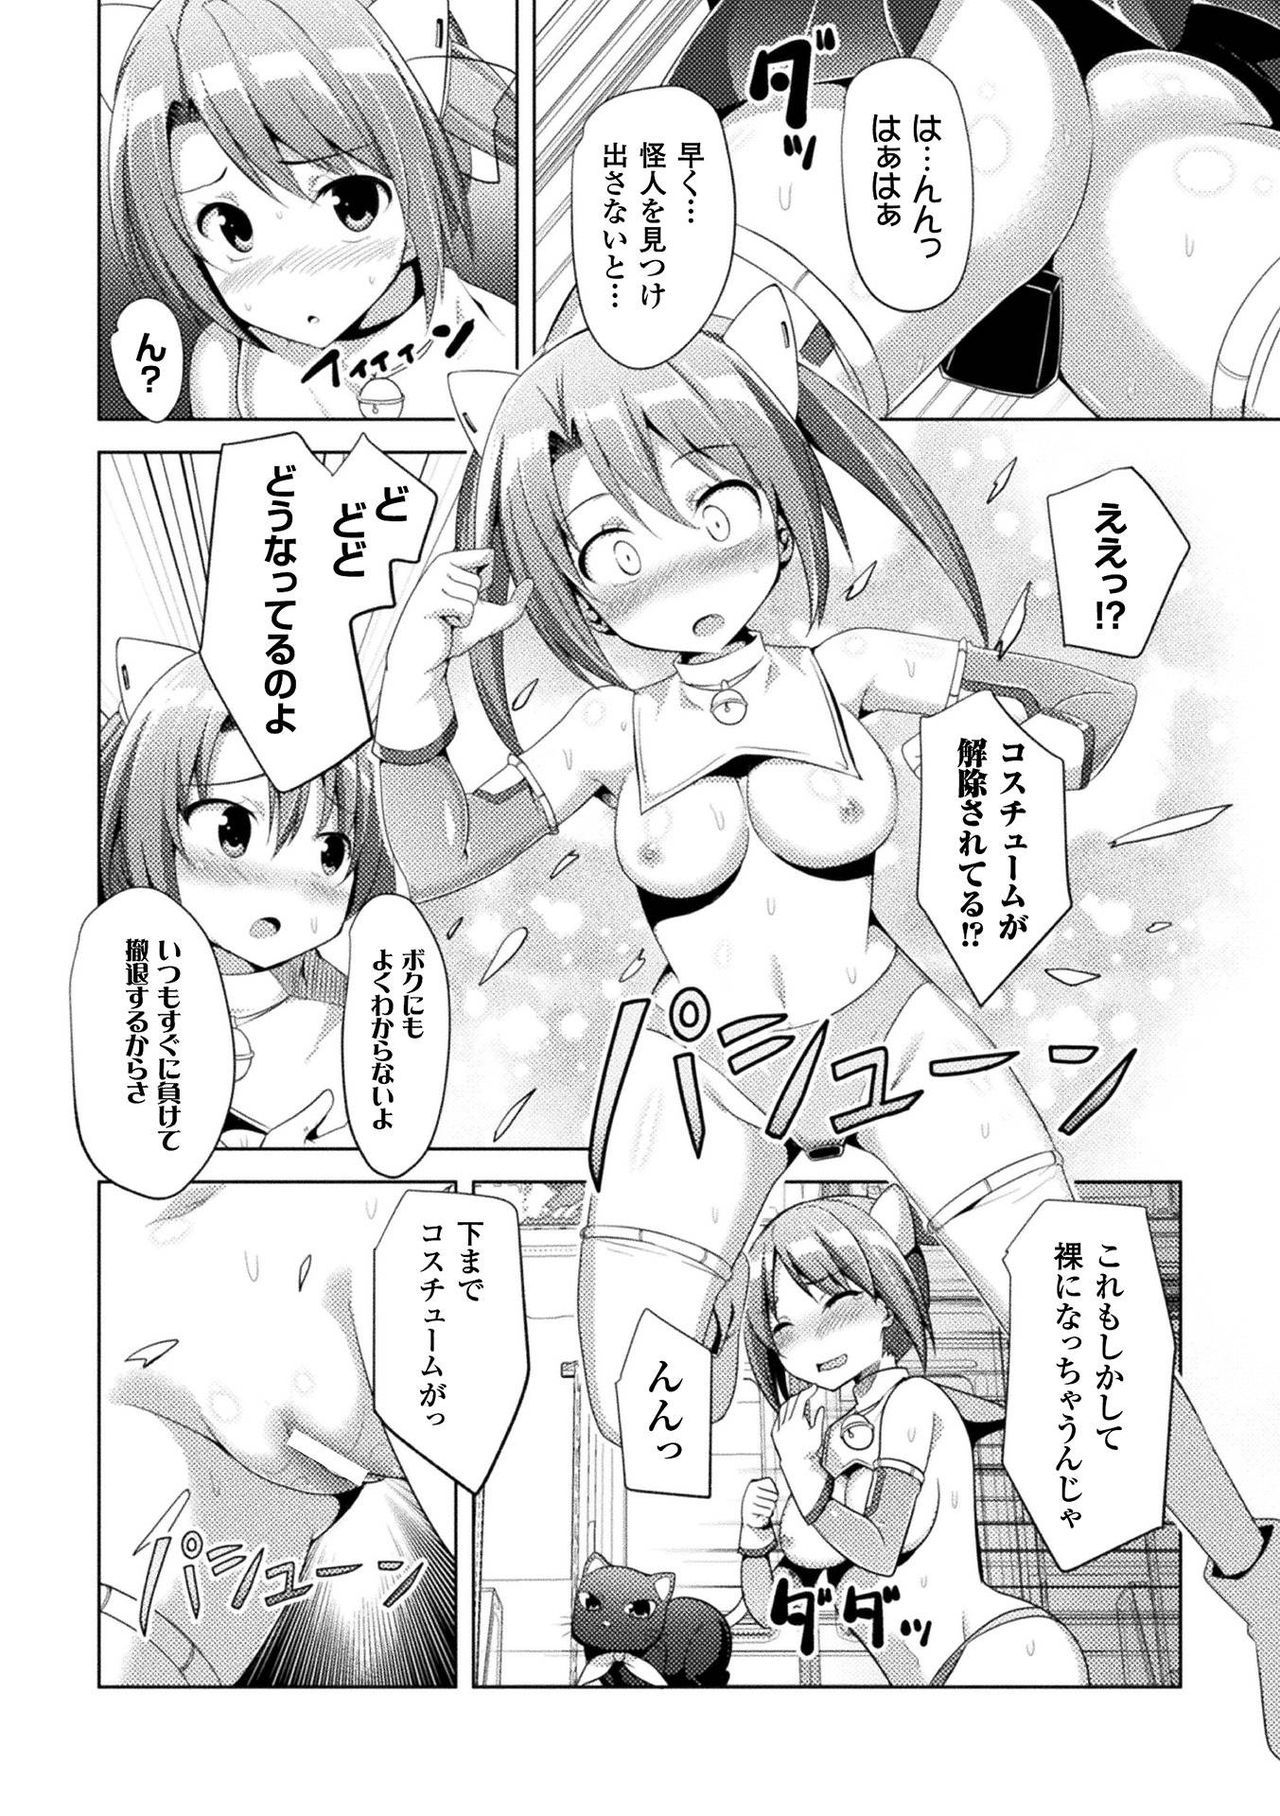 は…んんっ
はぁはぁ
ダダッ
早く…
怪人を見つけ
出さないと…
ん？
ええっ!?
コスチュームが
解除されてる!?
パシューン
ど
どど
どうなってるのよ
ボクにも
よくわからないよ
いつもすぐに負けて
撤退するからさ
これもしかして
裸になっちゃうんじゃ
んんっ
ダダダッ
下まで
コスチュームがっ
パシューン